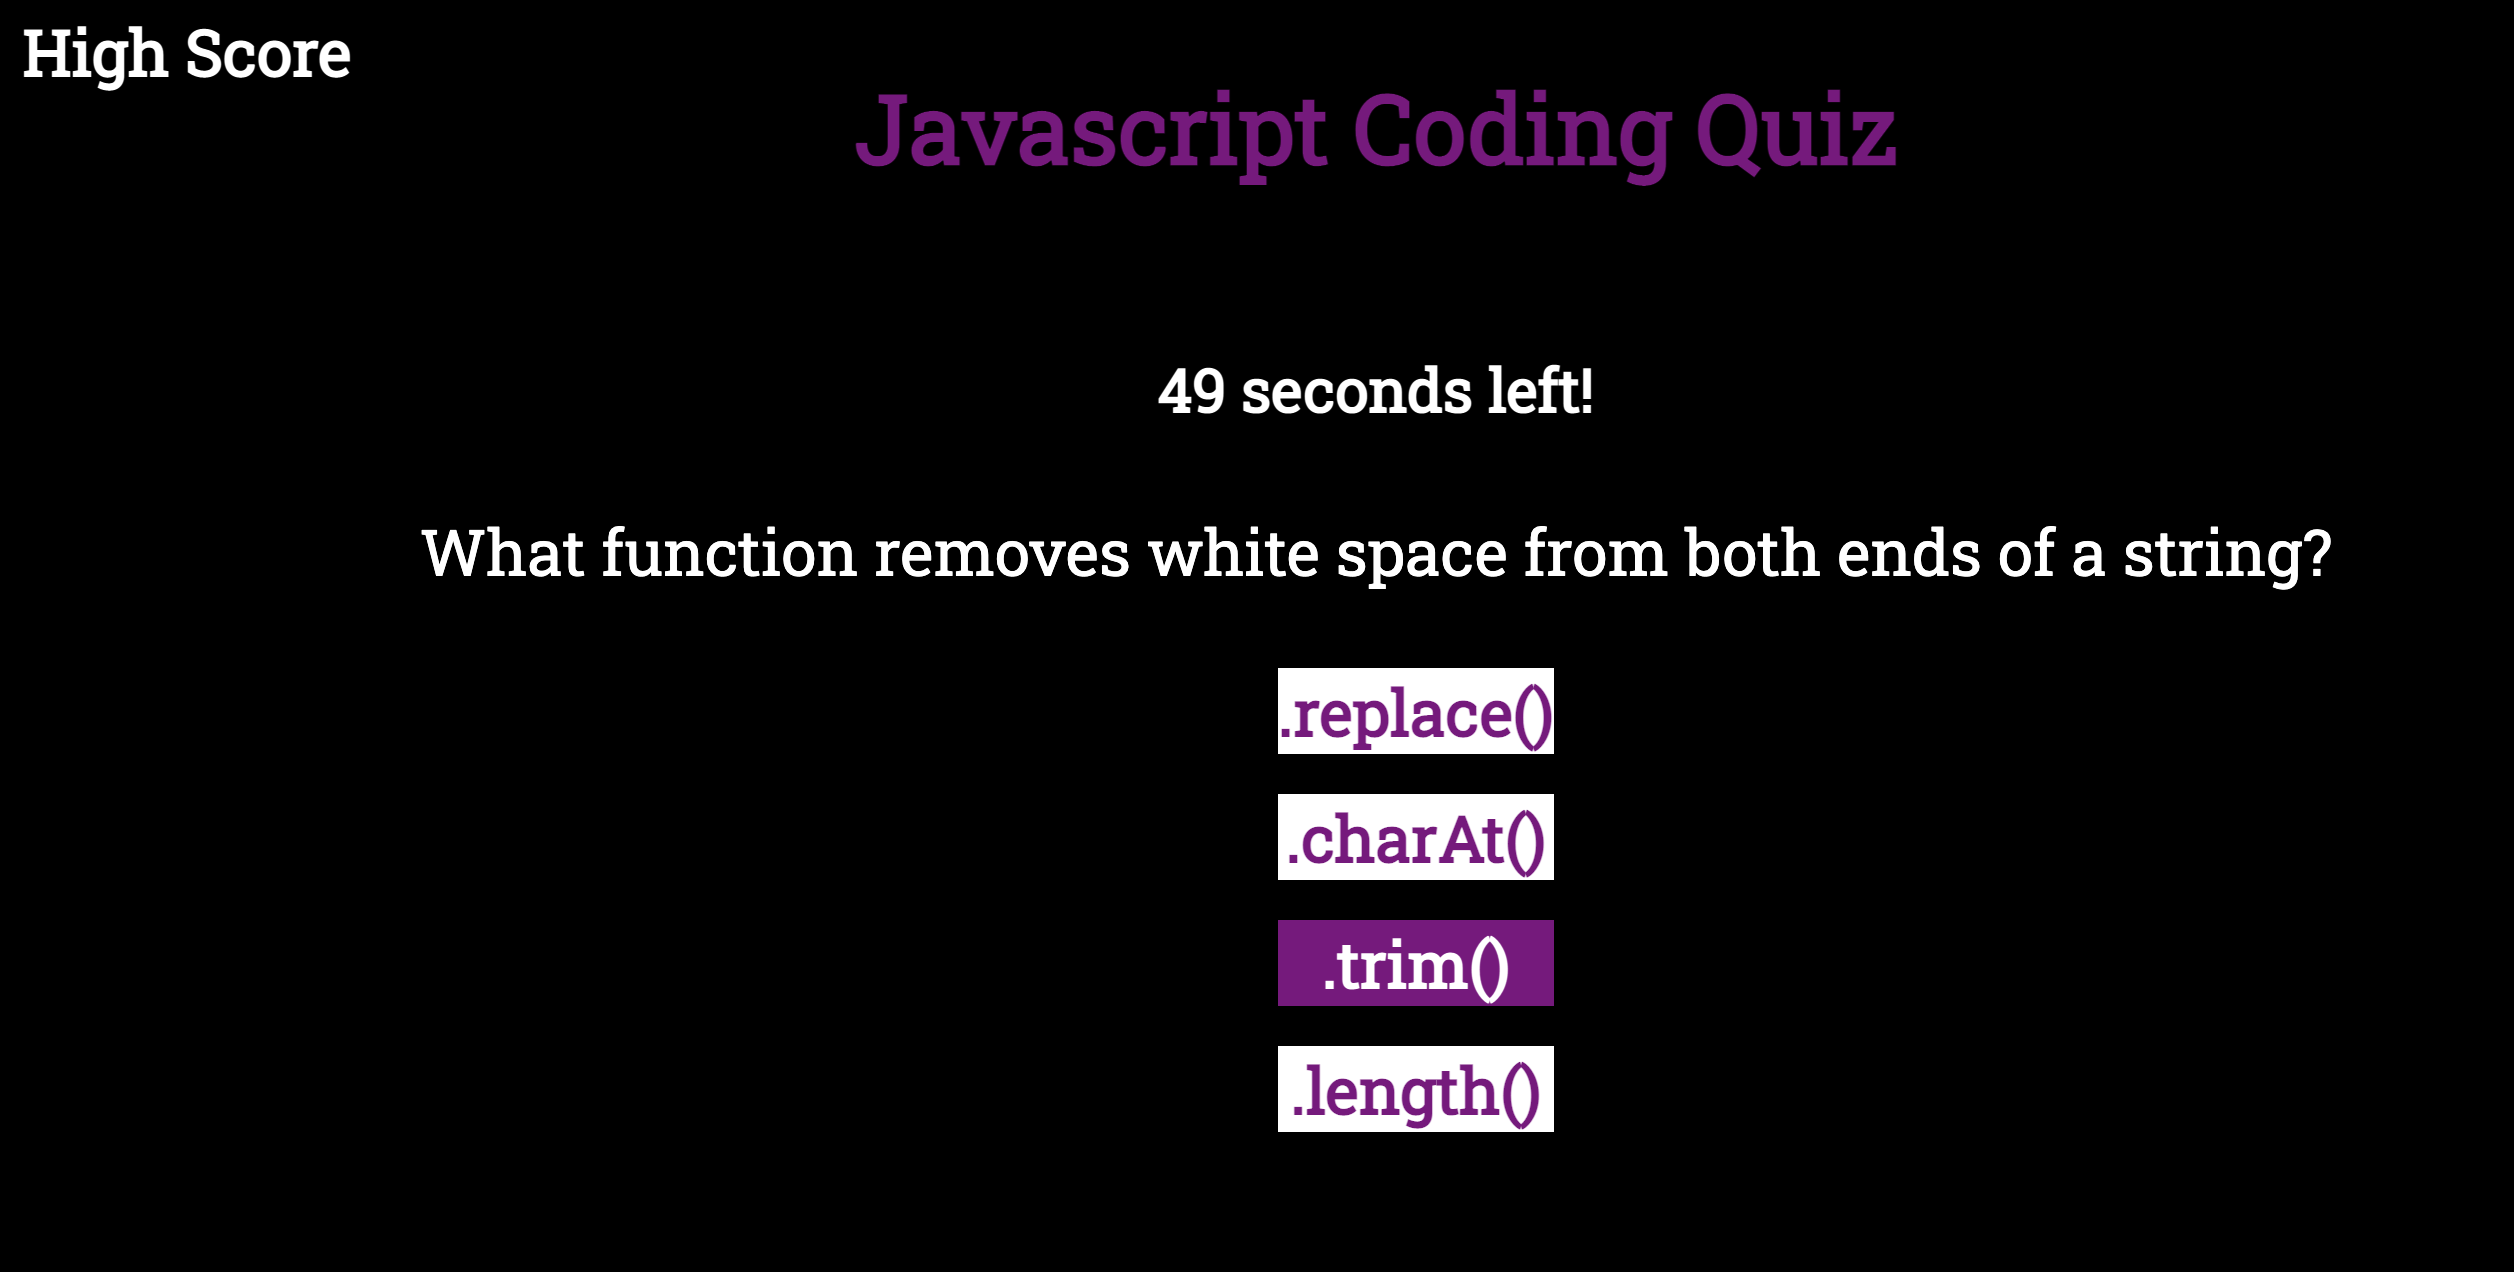 High Score
Javascript Coding Quiz
49 seconds left!
What function removes white space from both ends of a string?
.replace()
.charAt()
.trim()
.length()